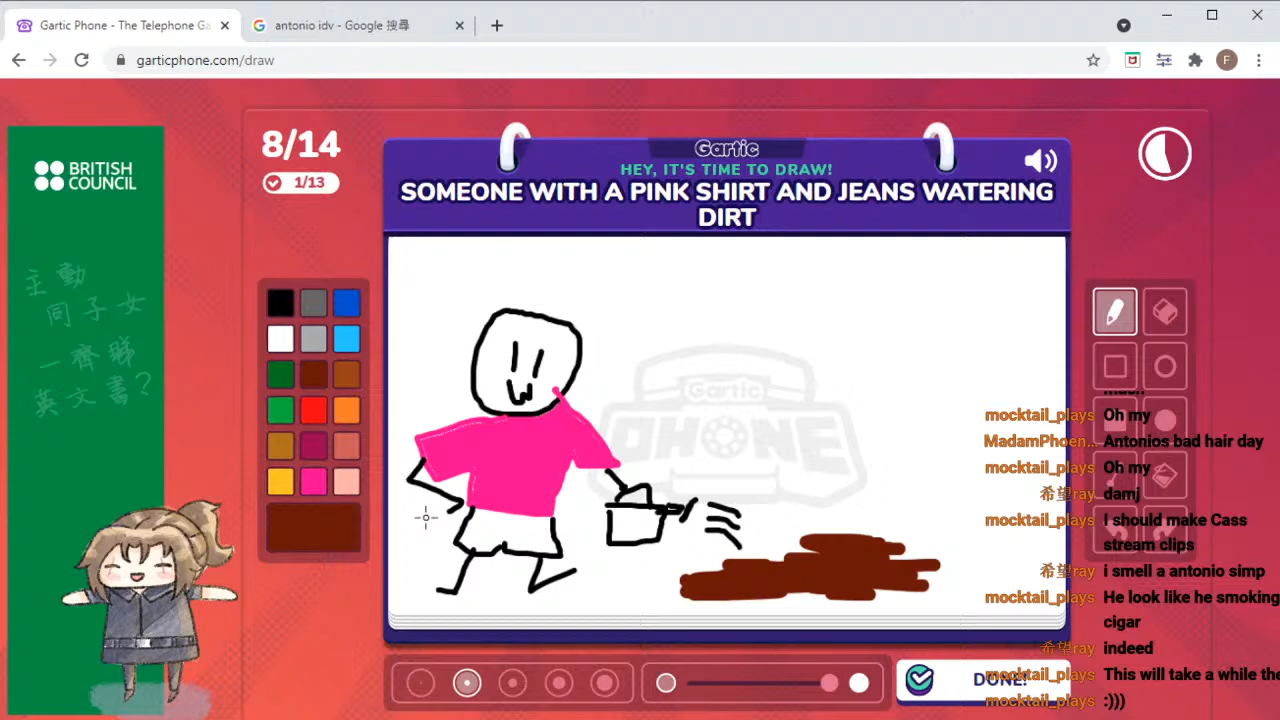 Gartic Phone - The Telephone Ga
antonio idv - Google 搜尋
garticphone.com/draw
F
BRITISH
COUNCIL
主動
同子女
一齊睇
英文書?
8/14
1/13
Gartic
HEY, IT'S TIME TO DRAW!
SOMEONE WITH A PINK SHIRT AND JEANS WATERING
DIRT
Gartic
PHONE
mocktail_plays Oh my
MadamPhoen... Antonios bad hair day
mocktail_plays Oh my
希望ray damj
mocktail_plays I should make Cass
stream clips
希望ray i smell a antonio simp
mocktail_plays He look like he smoking
cigar
希望ray indeed
mocktail_plays This will take a while the
mocktail_plays :)))
DONE!